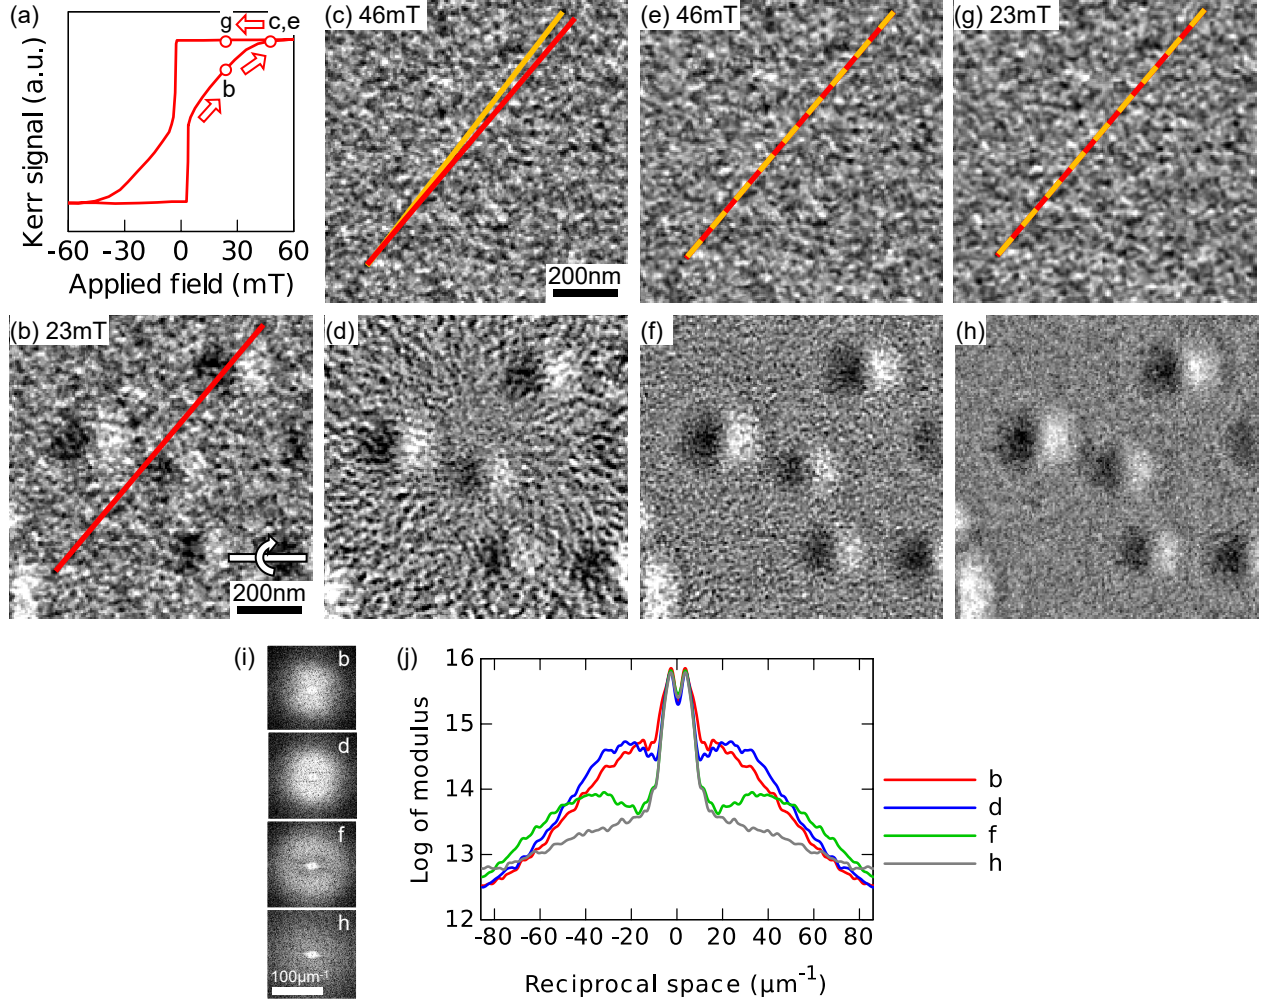 (a)
Kerr signal (a.u.)
g
c,e
b
-60 -30 0 30 60
Applied field (mT)
(c) 46mT
200nm
(e) 46mT
(g) 23mT
(b) 23mT
200nm
(d)
(f)
(h)
(i)
b
d
f
h
100µm⁻¹
(j)
Log of modulus
16
15
14
13
12
-80 -60 -40 -20 0 20 40 60 80
Reciprocal space (µm⁻¹)
b
d
f
h